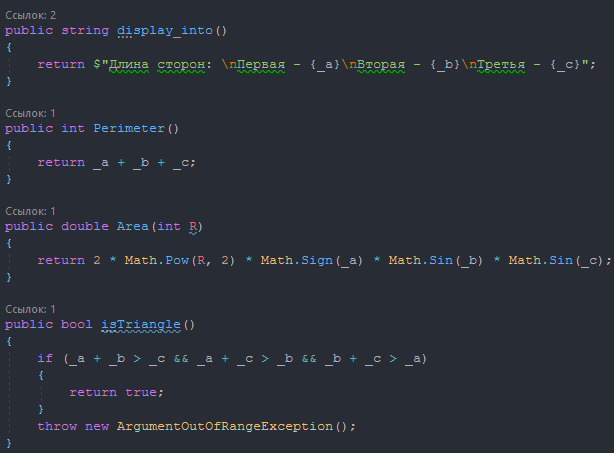 Ссылок: 2
public string display_into()
{
return $"Длина сторон: \nПервая - {_a}\nВторая - {_b}\nТретья - {_c}";
}
Ссылок: 1
public int Perimeter()
{
return _a + _b + _c;
}
Ссылок: 1
public double Area(int R)
{
return 2 * Math.Pow(R, 2) * Math.Sign(_a) * Math.Sin(_b) * Math.Sin(_c);
}
Ссылок: 1
public bool isTriangle()
{
if (_a + _b > _c && _a + _c > _b && _b + _c > _a)
{
return true;
}
throw new ArgumentOutOfRangeException();
}